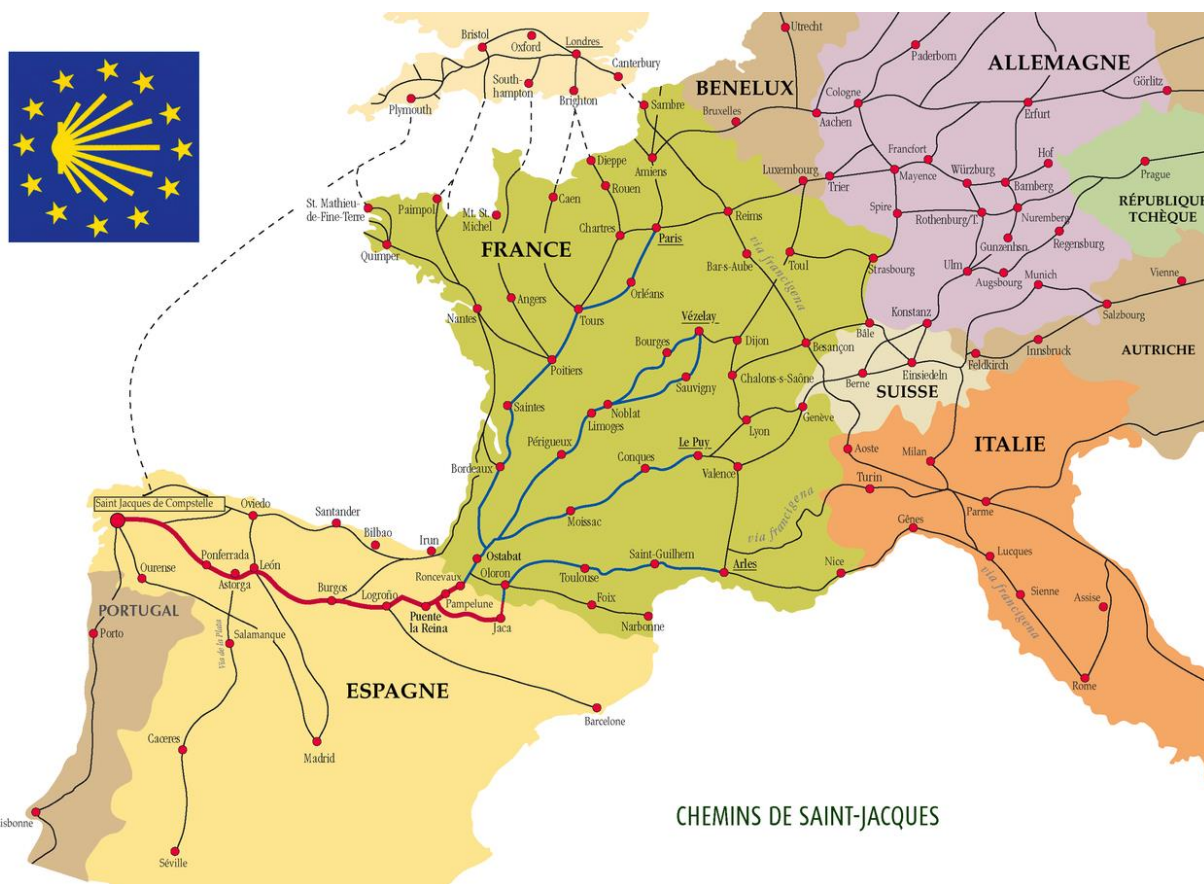 Utrecht
Bristol
Oxford
Londres
Paderborn
ALLEMAGNE
Canterbury
BENELUX
Cologne
Görlitz
South-
hampton
Plymouth
Brighton
Sambre
Bruxelles
Aachen
Erfurt
Francfort
Hof
Dieppe
Amiens
Luxembourg
Trier
Mayence
Würzburg
Prague
Bamberg
Rouen
St. Mathieu-
de-Fine-Terre
Paimpol
Mt. St.
Michel
Caen
Reims
Spire
Rothenburg/T.
Nuremberg
RÉPUBLIQUE
TCHÈQUE
Chartres
Paris
FRANCE
Gunzenhsn.
Regensburg
Quimper
Bar-s-Aube
via francigena
Toul
Strasbourg
Ulm
Augsbourg
Munich
Vienne
Orléans
Angers
Nantes
Tours
Vézelay
Konstanz
Salzbourg
Bourges
Dijon
Besançon
Bâle
Innsbruck
AUTRICHE
Poitiers
Sauvigny
Chalons-s-Saône
Berne
Einsiedeln
Feldkirch
SUISSE
Saintes
Noblat
Limoges
Genève
Lyon
Périgueux
Le Puy
ITALIE
Bordeaux
Conques
Valence
Aoste
Milan
Turin
Saint Jacques de Compstelle
Oviedo
Santander
Moissac
via francigena
Parme
Bilbao
Irun
Gênes
Ostabat
Saint-Guilhem
Ponferrada
León
Roncevaux
Oloron
Toulouse
Arles
Nice
Lucques
Ourense
Astorga
Burgos
Logroño
Pampelune
Foix
via francigena
Sienne
Assise
PORTUGAL
Puente
la Reina
Jaca
Narbonne
Porto
Via de la Plata
Salamanque
Rome
ESPAGNE
Barcelone
Caceres
Madrid
CHEMINS DE SAINT-JACQUES
isbonne
Séville